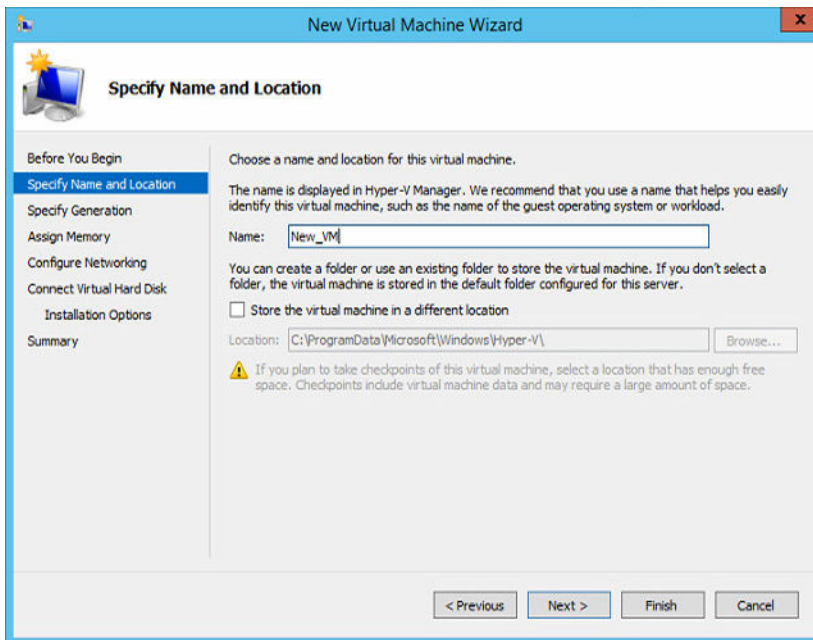 New Virtual Machine Wizard
x
Specify Name and Location
Before You Begin
Specify Name and Location
Specify Generation
Assign Memory
Configure Networking
Connect Virtual Hard Disk
Installation Options
Summary
Choose a name and location for this virtual machine.
The name is displayed in Hyper-V Manager. We recommend that you use a name that helps you easily
identify this virtual machine, such as the name of the guest operating system or workload.
Name: New_VM
You can create a folder or use an existing folder to store the virtual machine. If you don't select a
folder, the virtual machine is stored in the default folder configured for this server.
Store the virtual machine in a different location
Location: C:\ProgramData\Microsoft\Windows\Hyper-V\ Browse...
If you plan to take checkpoints of this virtual machine, select a location that has enough free
space. Checkpoints include virtual machine data and may require a large amount of space.
< Previous Next > Finish Cancel